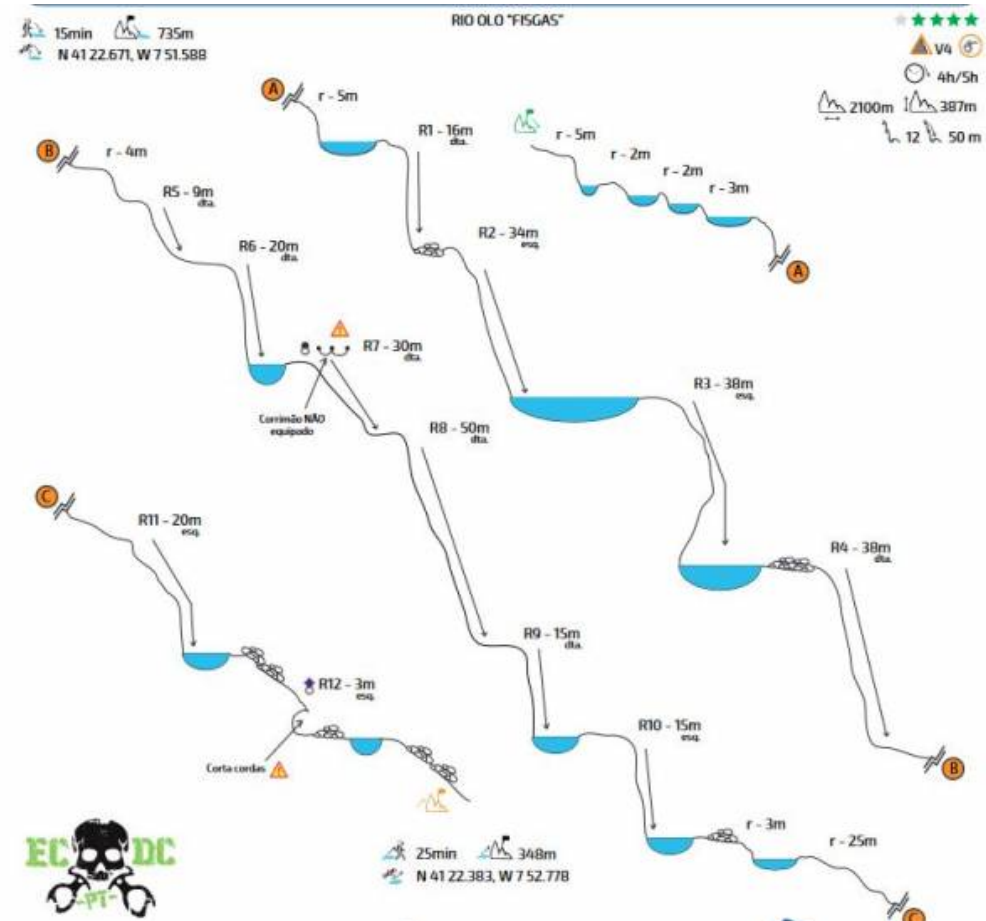 RIO OLO "FISGAS"
15min 735m
N 41 22.671, W 7 51.588
V4
4h/5h
2100m 387m
12 50 m
A
r - 5m
R1 - 16m
dta.
R2 - 34m
esq.
R3 - 38m
esq.
R4 - 38m
dta.
B
r - 5m
r - 2m
r - 2m
r - 3m
A
B
r - 4m
R5 - 9m
dta.
R6 - 20m
dta.
R7 - 30m
dta.
Corrimão NÃO
equipado
R8 - 50m
dta.
R9 - 15m
dta.
R10 - 15m
esq.
r - 3m
r - 25m
C
C
R11 - 20m
esq.
R12 - 3m
esq.
Corta cordas
25min 348m
N 41 22.383, W 7 52.778
EC DC
-PT-